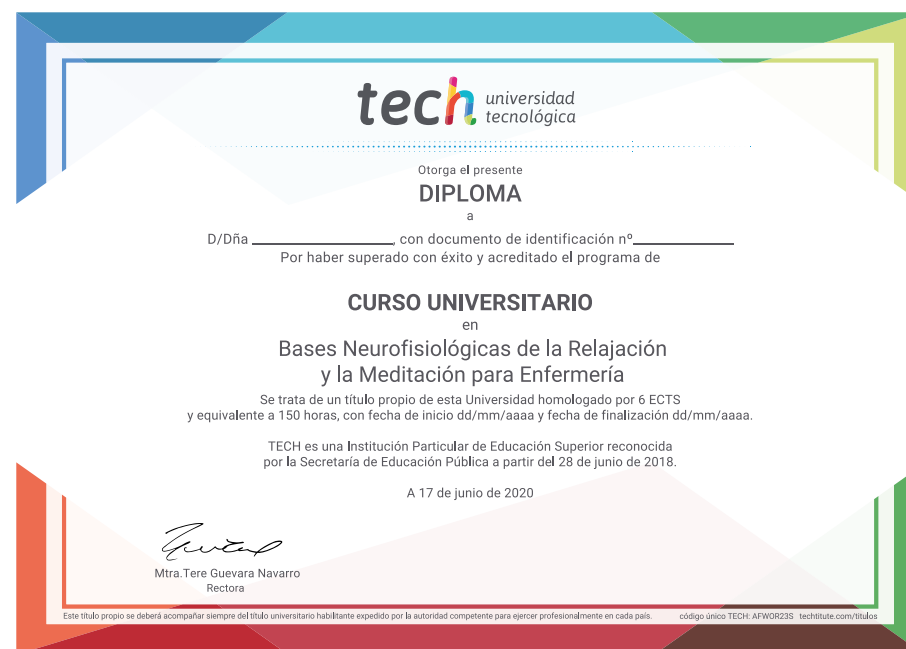 tech universidad
tecnológica
Otorga el presente
DIPLOMA
a
D/Dña ____________________, con documento de identificación nº______________
Por haber superado con éxito y acreditado el programa de
CURSO UNIVERSITARIO
en
Bases Neurofisiológicas de la Relajación
y la Meditación para Enfermería
Se trata de un título propio de esta Universidad homologado por 6 ECTS
y equivalente a 150 horas, con fecha de inicio dd/mm/aaaa y fecha de finalización dd/mm/aaaa.
TECH es una Institución Particular de Educación Superior reconocida
por la Secretaría de Educación Pública a partir del 28 de junio de 2018.
A 17 de junio de 2020
Mtra.Tere Guevara Navarro
Rectora
Este título propio se deberá acompañar siempre del título universitario habilitante expedido por la autoridad competente para ejercer profesionalmente en cada país. código único TECH: AFWOR23S techtitute.com/titulos